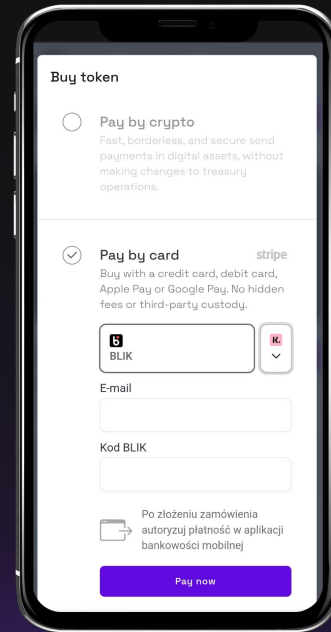 Buy token
Pay by crypto
Fast, borderless, and secure send
payments in digital assets, without
making changes to treasury
operations.
Pay by card
stripe
Buy with a credit card, debit card,
Apple Pay or Google Pay. No hidden
fees or third-party custody.
BLIK
K.
E-mail
Kod BLIK
Po złożeniu zamówienia
autoryzuj płatność w aplikacji
bankowości mobilnej
Pay now